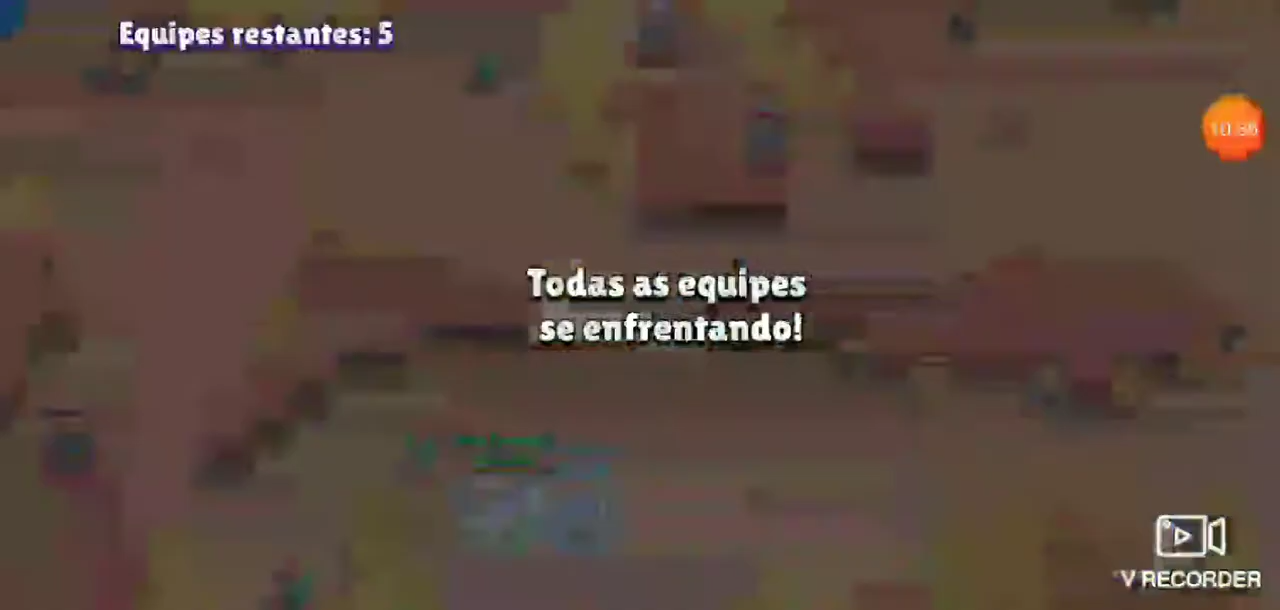 Equipes restantes: 5
Todas as equipes
se enfrentando!
V RECORDER